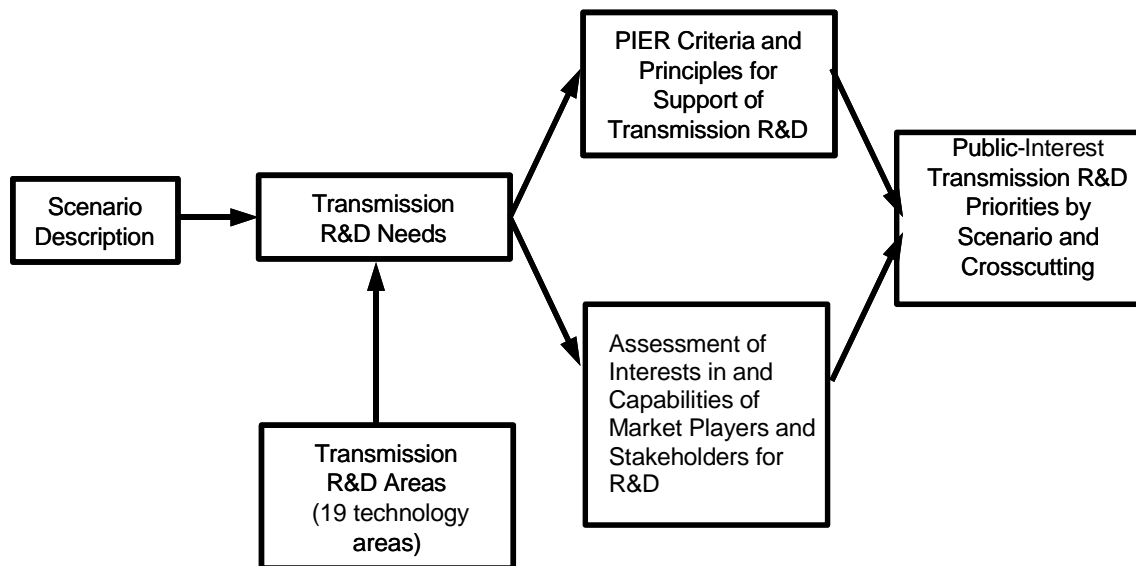 Scenario
Description
Transmission
R&D Needs
Transmission
R&D Areas
(19 technology
areas)
PIER Criteria and
Principles for
Support of
Transmission R&D
Assessment of
Interests in and
Capabilities of
Market Players and
Stakeholders for
R&D
Public-Interest
Transmission R&D
Priorities by
Scenario and
Crosscutting